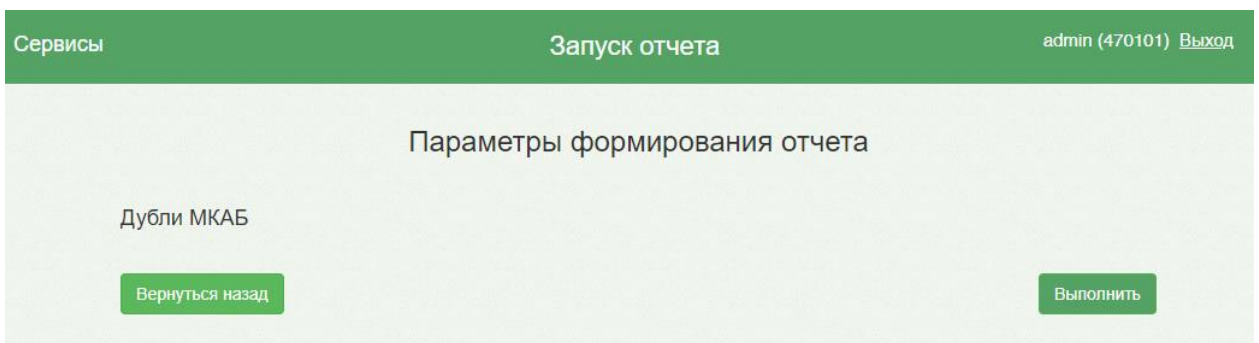 Сервисы
Запуск отчета
admin (470101) Выход
Параметры формирования отчета
Дубли МКАБ
Вернуться назад
Выполнить